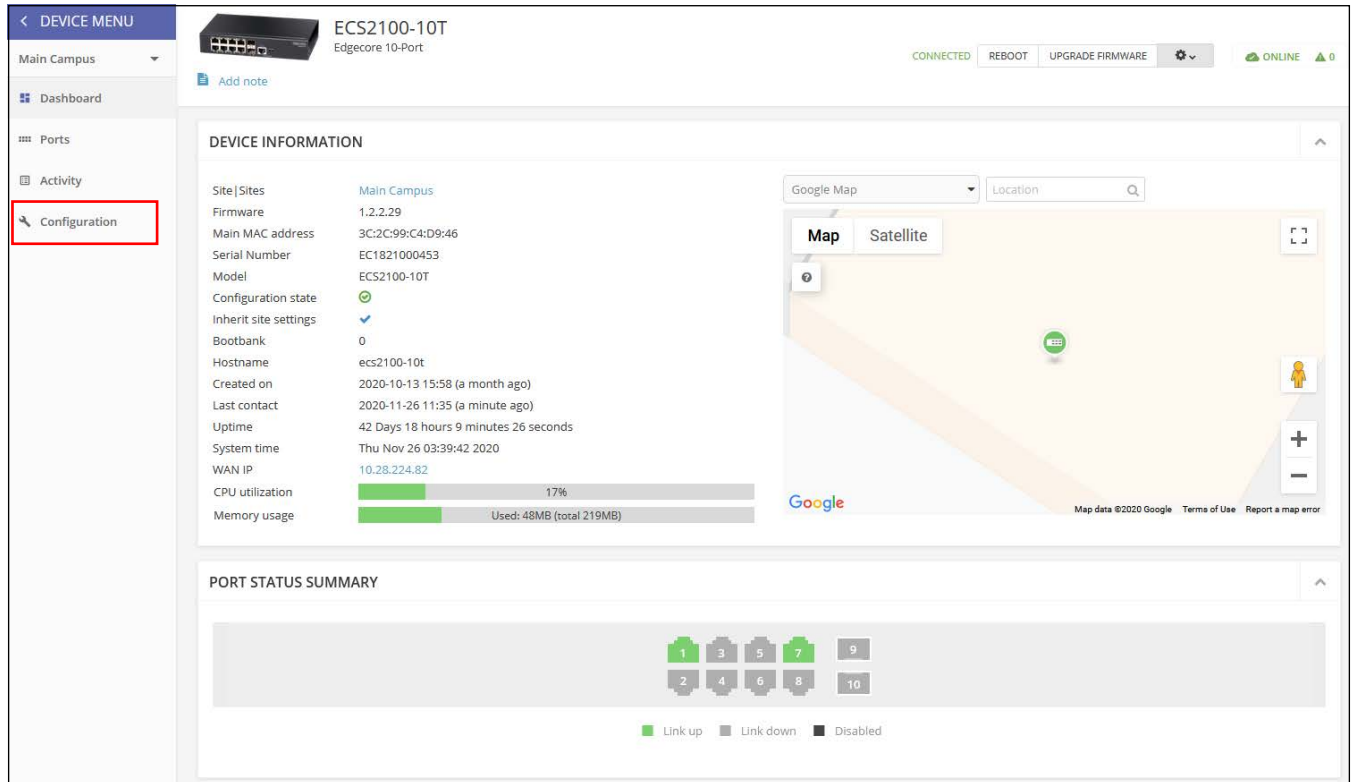 DEVICE MENU
Main Campus
Dashboard
Ports
Activity
Configuration
ECS2100-10T
Edgecore 10-Port
Add note
CONNECTED REBOOT UPGRADE FIRMWARE ONLINE 0
DEVICE INFORMATION
Site|Sites Main Campus
Firmware 1.2.2.29
Main MAC address 3C:2C:99:C4:D9:46
Serial Number EC1821000453
Model ECS2100-10T
Configuration state
Inherit site settings
Bootbank 0
Hostname ecs2100-10t
Created on 2020-10-13 15:58 (a month ago)
Last contact 2020-11-26 11:35 (a minute ago)
Uptime 42 Days 18 hours 9 minutes 26 seconds
System time Thu Nov 26 03:39:42 2020
WAN IP 10.28.224.82
CPU utilization 17%
Memory usage Used: 48MB (total 219MB)
Google Map Location
Map Satellite
?
Google Map data ©2020 Google Terms of Use Report a map error
PORT STATUS SUMMARY
1 3 5 7 9
2 4 6 8 10
Link up Link down Disabled